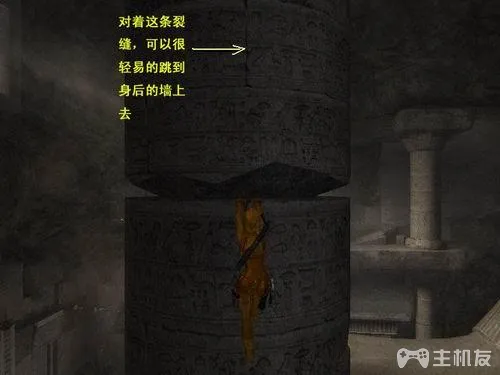 对着这条裂
缝，可以很
轻易的跳到
身后的墙上
去
主机友